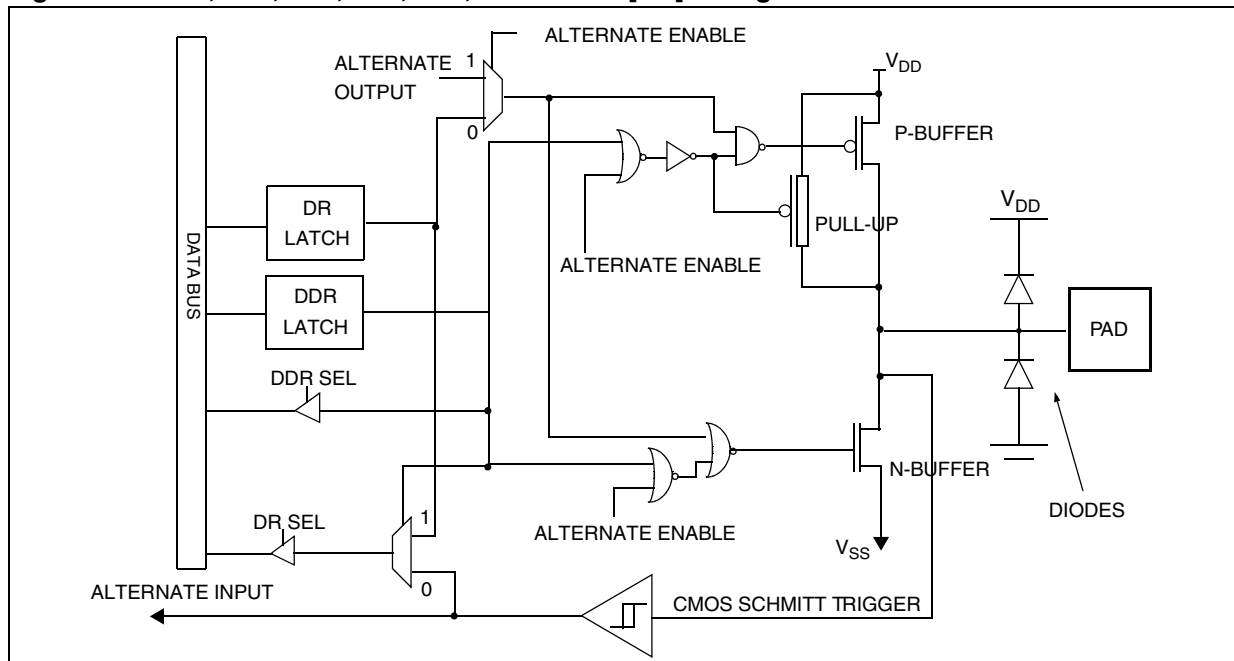 ALTERNATE ENABLE
ALTERNATE
OUTPUT
1
0
VDD
P-BUFFER
PULL-UP
VDD
DR
LATCH
ALTERNATE ENABLE
DATA BUS
DDR
LATCH
PAD
DDR SEL
N-BUFFER
DIODES
1
DR SEL
ALTERNATE ENABLE
VSS
0
ALTERNATE INPUT
CMOS SCHMITT TRIGGER